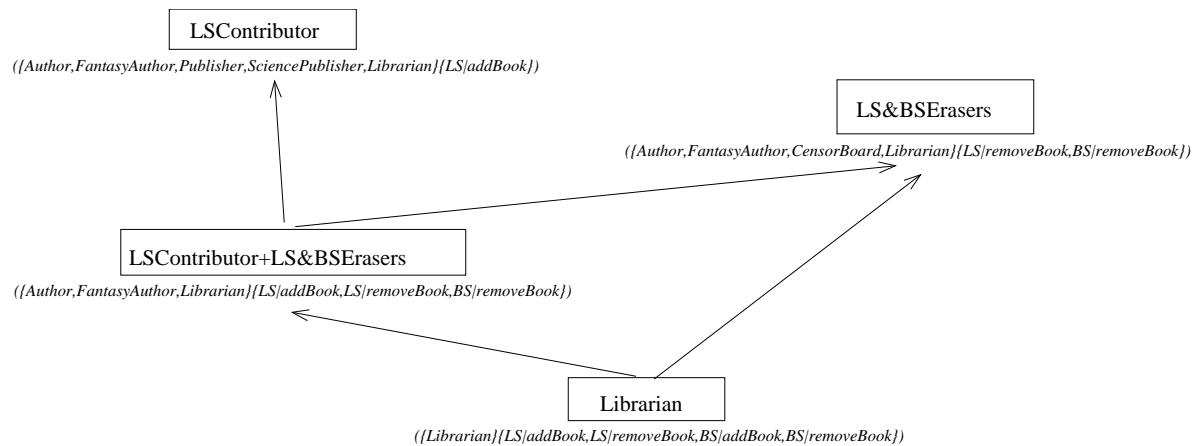 LSContributor
({Author,FantasyAuthor,Publisher,SciencePublisher,Librarian}{LS/addBook})
LS&BSErasers
({Author,FantasyAuthor,CensorBoard,Librarian}{LS/removeBook,BS/removeBook})
LSContributor+LS&BSErasers
({Author,FantasyAuthor,Librarian}{LS/addBook,LS/removeBook,BS/removeBook})
Librarian
({Librarian}{LS/addBook,LS/removeBook,BS/addBook,BS/removeBook})